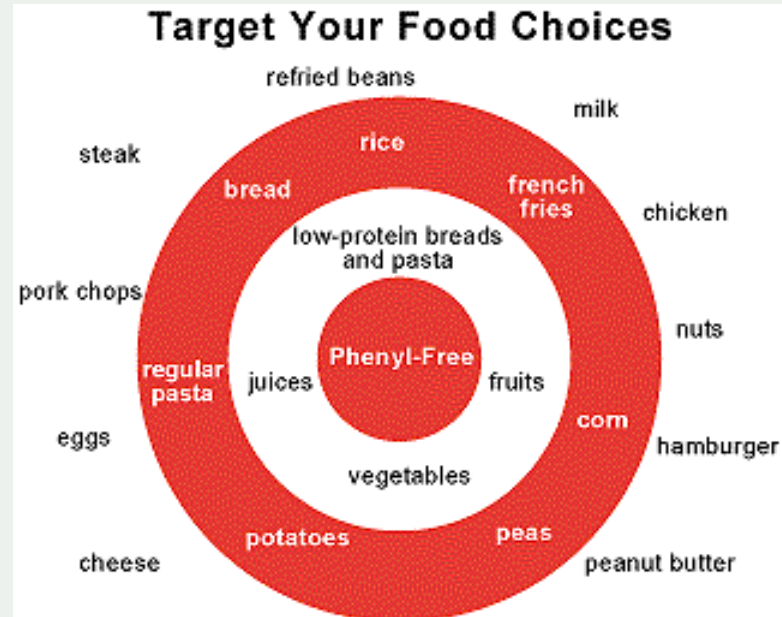 Target Your Food Choices
refried beans
milk
steak
rice
bread
french
fries
chicken
low-protein breads
and pasta
pork chops
nuts
Phenyl-Free
regular
pasta
juices
fruits
corn
eggs
hamburger
vegetables
potatoes
peas
cheese
peanut butter